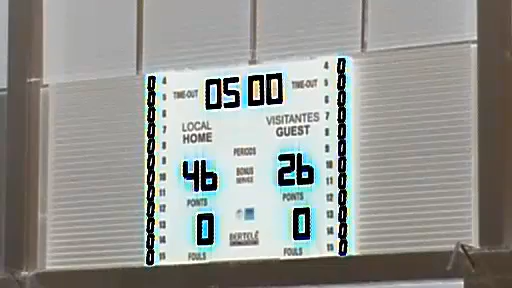 TIME-OUT 05 00 TIME-OUT
LOCAL
HOME
VISITANTES
GUEST
PERIODS
46 BONUS 26
POINTS POINTS
0 0
FOULS FOULS